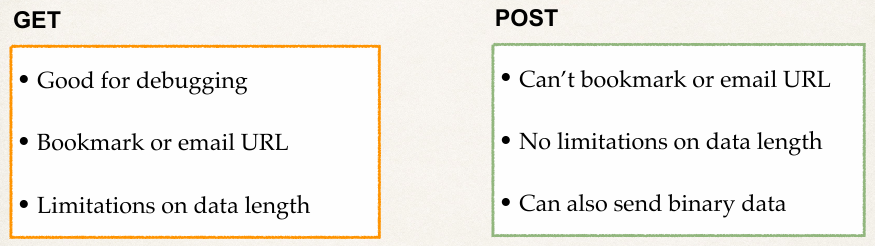 GET
• Good for debugging
• Bookmark or email URL
• Limitations on data length
POST
• Can’t bookmark or email URL
• No limitations on data length
• Can also send binary data